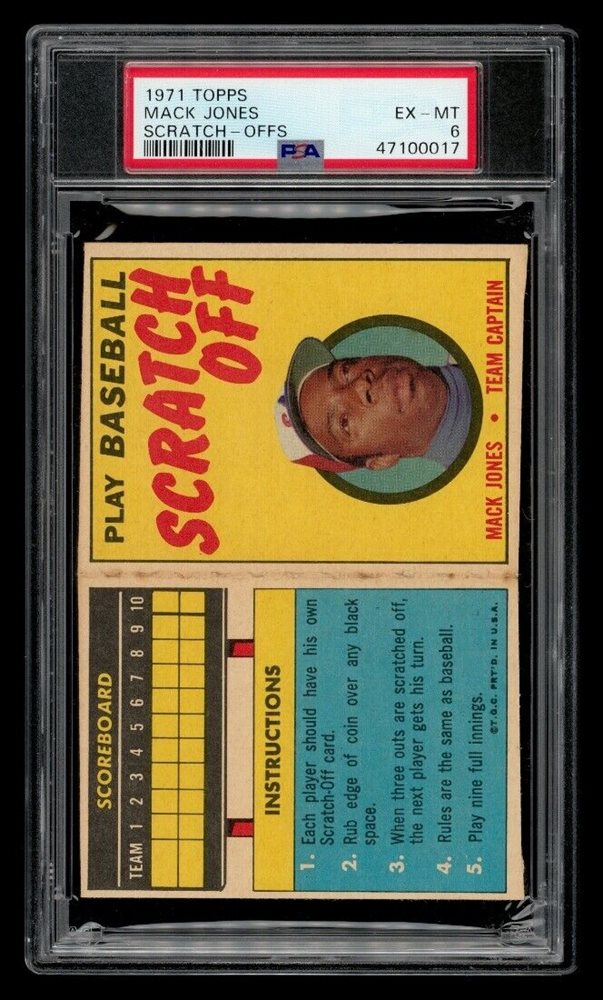 1971 TOPPS
MACK JONES EX - MT
SCRATCH - OFFS 6
PSA 47100017
PLAY BASEBALL
SCRATCH
OFF
MACK JONES • TEAM CAPTAIN
SCOREBOARD
TEAM 1 2 3 4 5 6 7 8 9 10
INSTRUCTIONS
1. Each player should have his own
Scratch-Off card.
2. Rub edge of coin over any black
space.
3. When three outs are scratched off,
the next player gets his turn.
4. Rules are the same as baseball.
5. Play nine full innings.
©T.C.G. PRT'D. IN U.S.A.